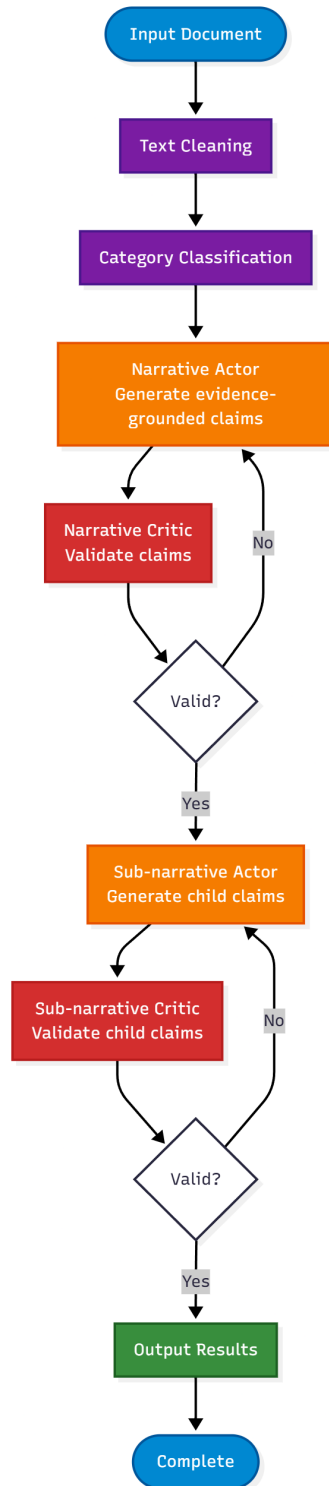 Input Document
Text Cleaning
Category Classification
Narrative Actor
Generate evidence-
grounded claims
Narrative Critic
Validate claims
No
Valid?
Yes
Sub-narrative Actor
Generate child claims
Sub-narrative Critic
Validate child claims
No
Valid?
Yes
Output Results
Complete